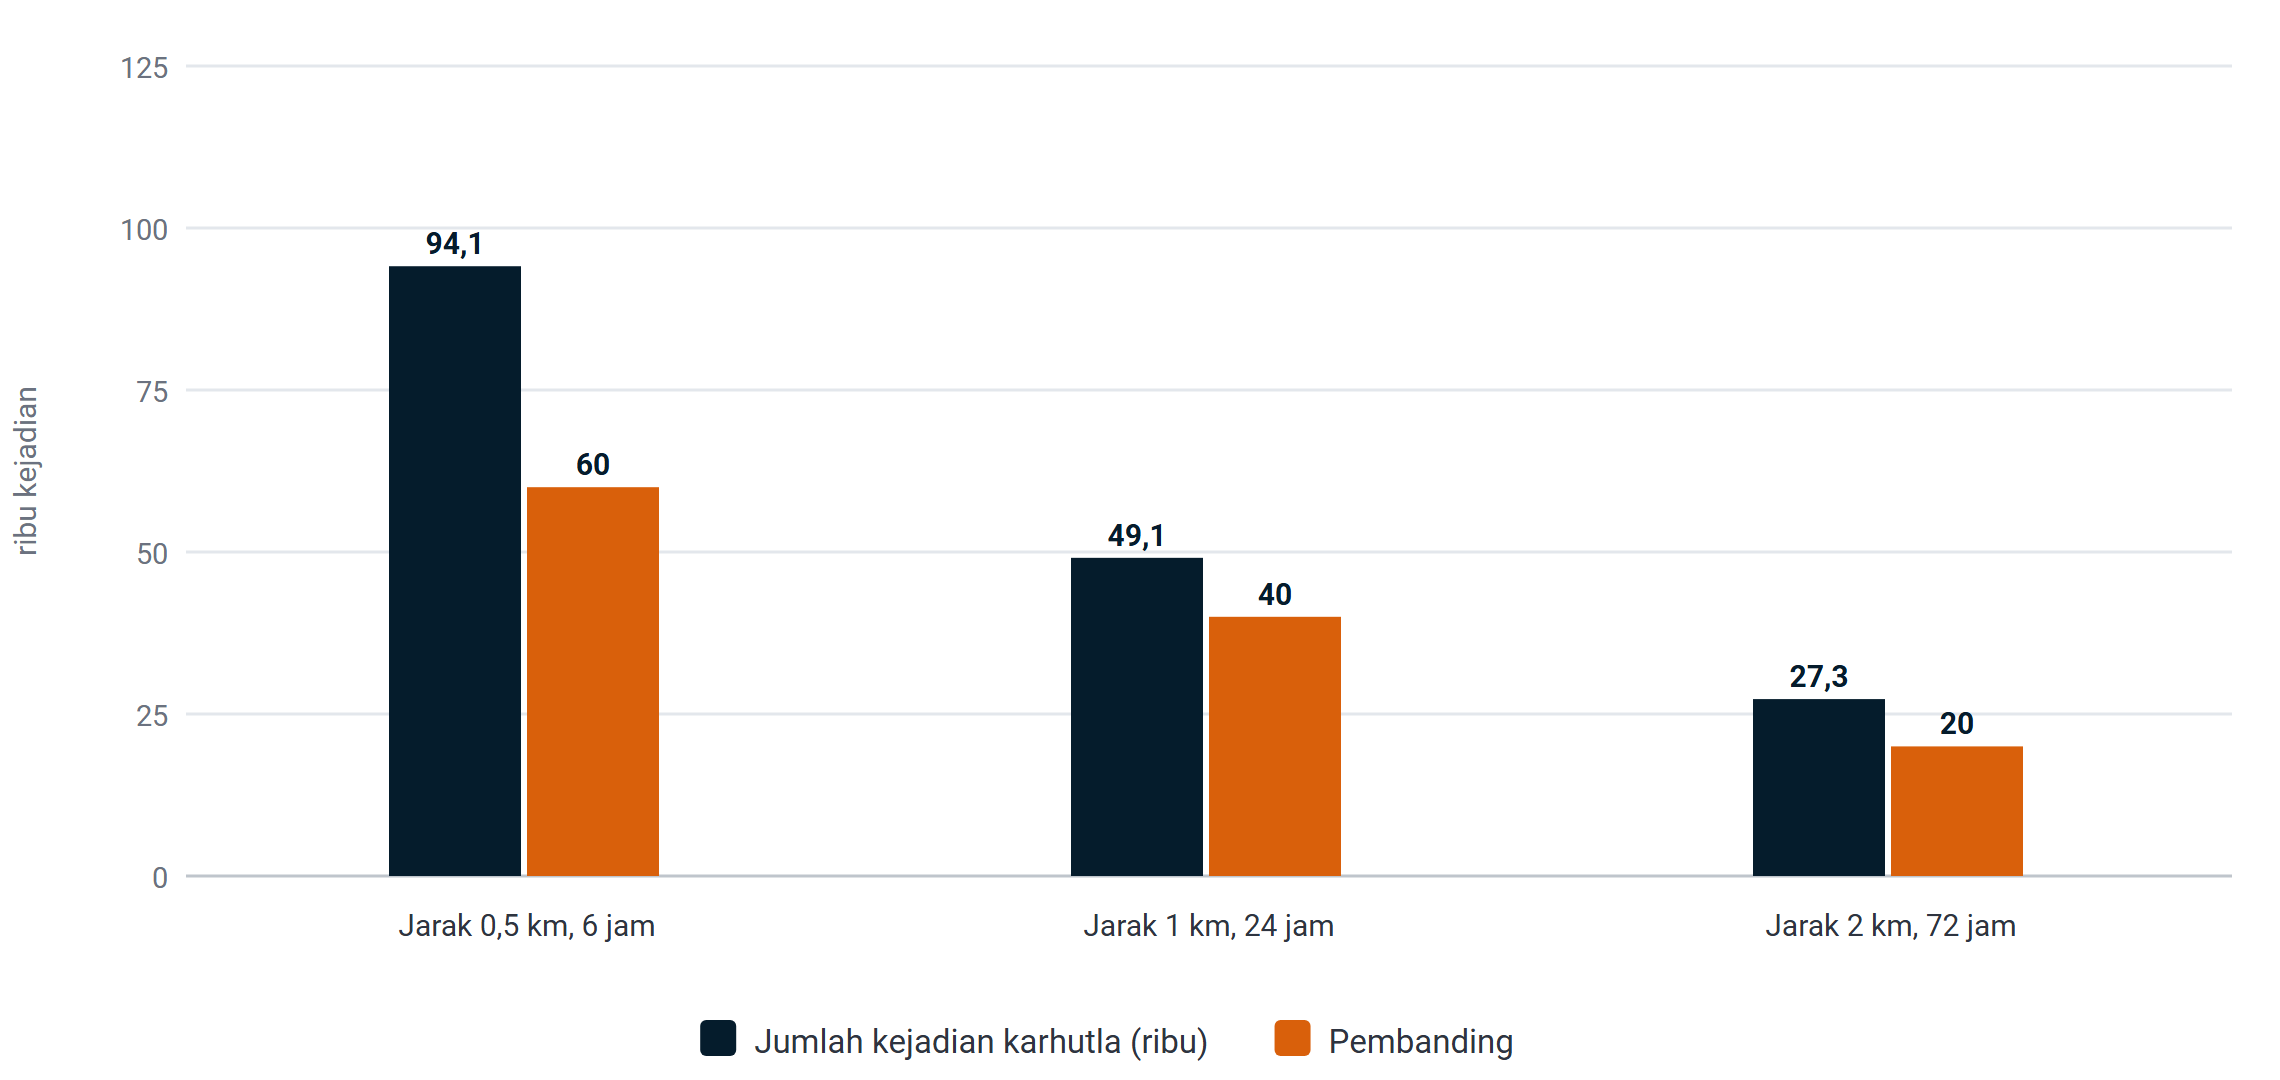 ribu kejadian
125
100
75
50
25
0
94,1
60
49,1
40
27,3
20
Jarak 0,5 km, 6 jam
Jarak 1 km, 24 jam
Jarak 2 km, 72 jam
Jumlah kejadian karhutla (ribu)
Pembanding